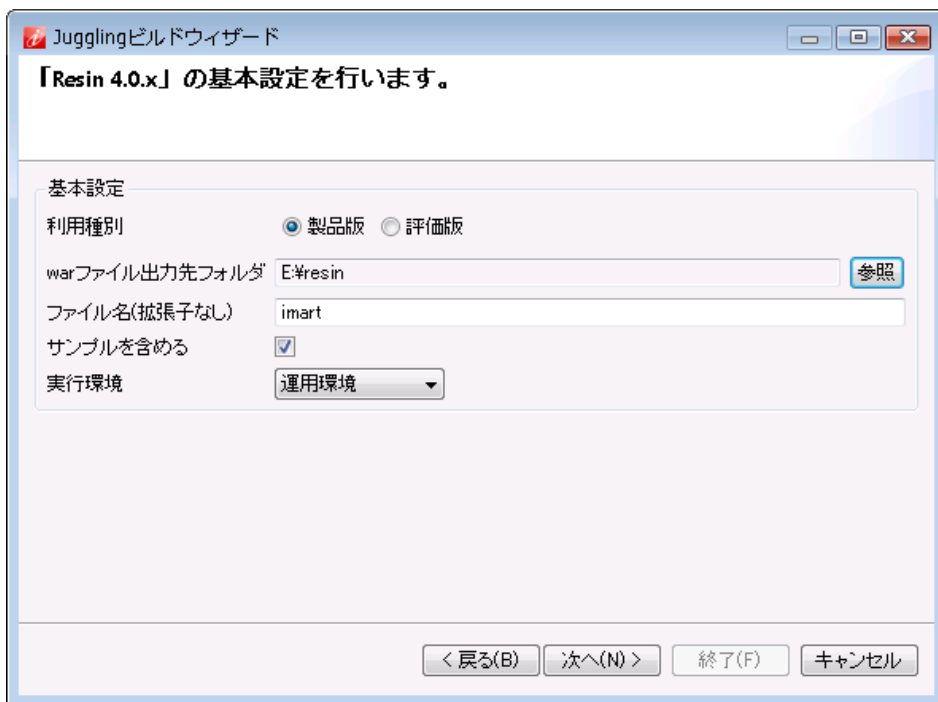 Jugglingビルドウィザード
「Resin 4.0.x」の基本設定を行います。
基本設定
利用種別 製品版 評価版
warファイル出力先フォルダ E:¥resin 参照
ファイル名(拡張子なし) imart
サンプルを含める
実行環境 運用環境
< 戻る(B) 次へ(N) > 終了(F) キャンセル